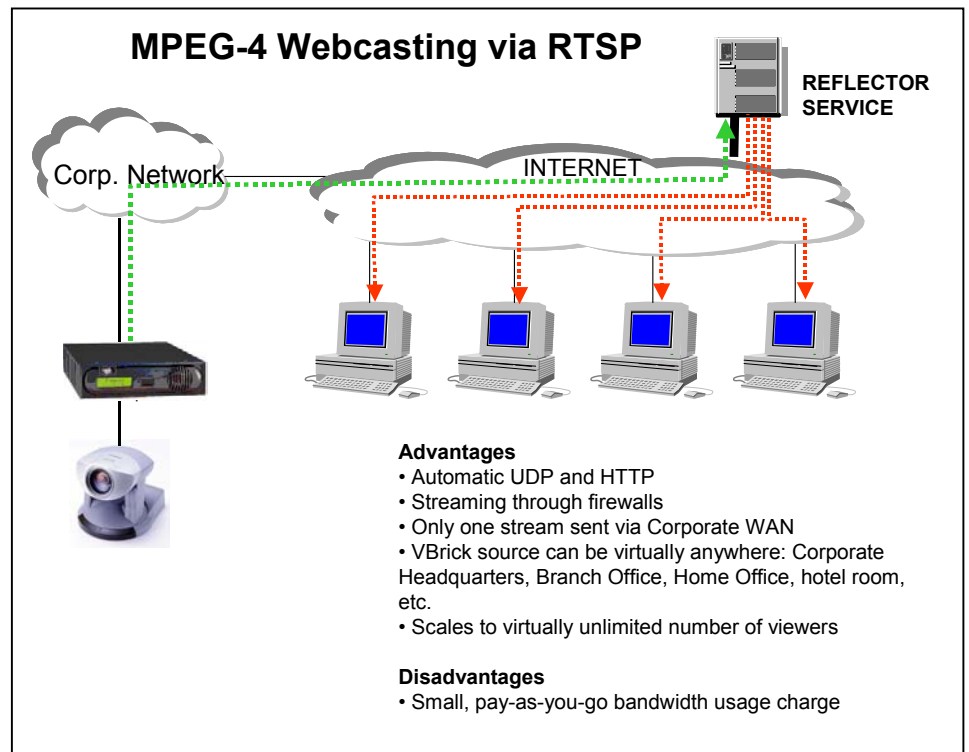 MPEG-4 Webcasting via RTSP
REFLECTOR
SERVICE
Corp. Network
INTERNET
Advantages
• Automatic UDP and HTTP
• Streaming through firewalls
• Only one stream sent via Corporate WAN
• VBrick source can be virtually anywhere: Corporate
Headquarters, Branch Office, Home Office, hotel room,
etc.
• Scales to virtually unlimited number of viewers
Disadvantages
• Small, pay-as-you-go bandwidth usage charge